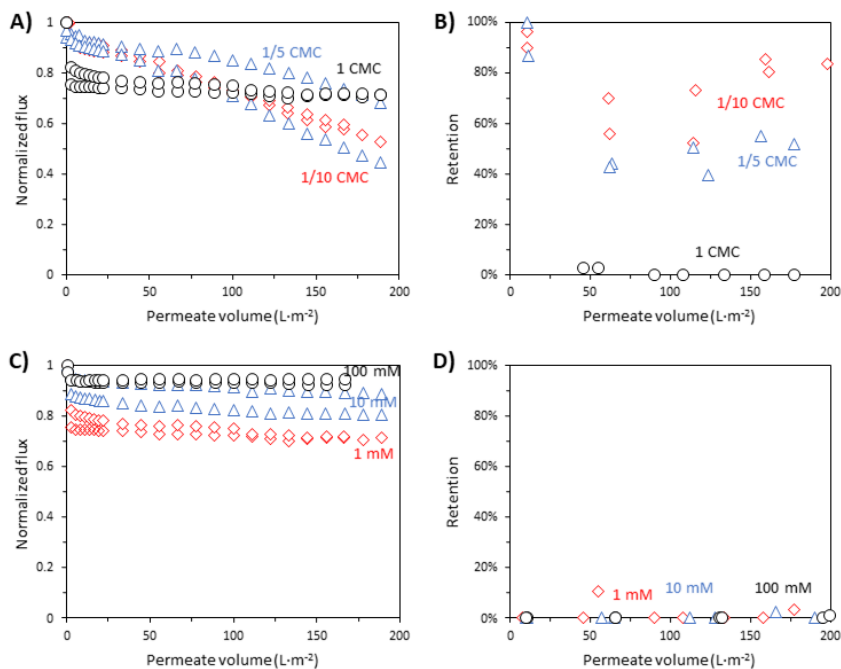 A)
1
0.8
0.6
0.4
0.2
0
0
50
100
150
200
Normalized flux
Permeate volume (L·m⁻²)
1/5 CMC
1 CMC
1/10 CMC
B)
100%
80%
60%
40%
20%
0%
0
50
100
150
200
Retention
Permeate volume (L·m⁻²)
1/10 CMC
1/5 CMC
1 CMC
C)
1
0.8
0.6
0.4
0.2
0
0
50
100
150
200
Normalized flux
Permeate volume (L·m⁻²)
100 mM
10 mM
1 mM
D)
100%
80%
60%
40%
20%
0%
0
50
100
150
200
Retention
Permeate volume (L·m⁻²)
1 mM
10 mM
100 mM